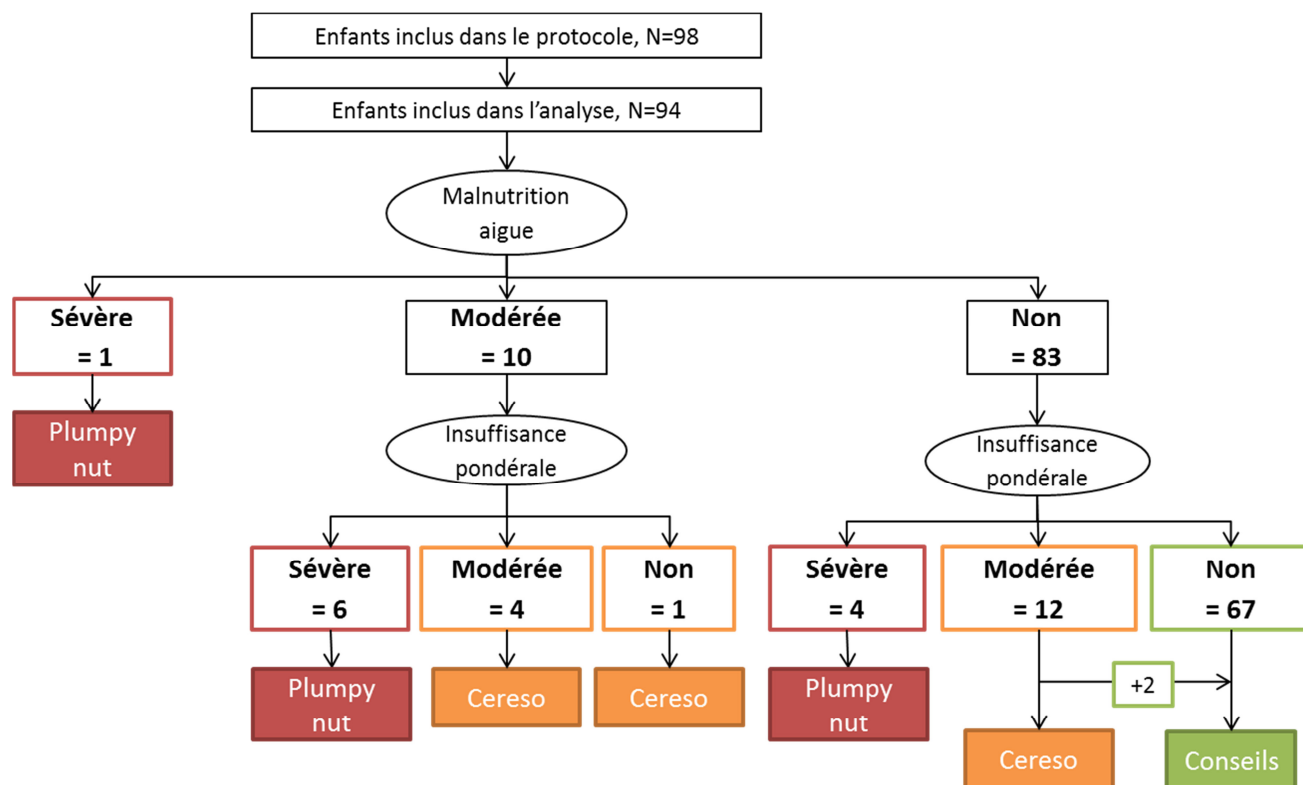 Enfants inclus dans le protocole, N=98
Enfants inclus dans l'analyse, N=94
Malnutrition
aigue
Sévère
= 1
Modérée
= 10
Non
= 83
Plumpy
nut
Insuffisance
pondérale
Insuffisance
pondérale
Sévère
= 6
Modérée
= 4
Non
= 1
Sévère
= 4
Modérée
= 12
Non
= 67
Plumpy
nut
Cereso
Cereso
Plumpy
nut
+2
Cereso
Conseils